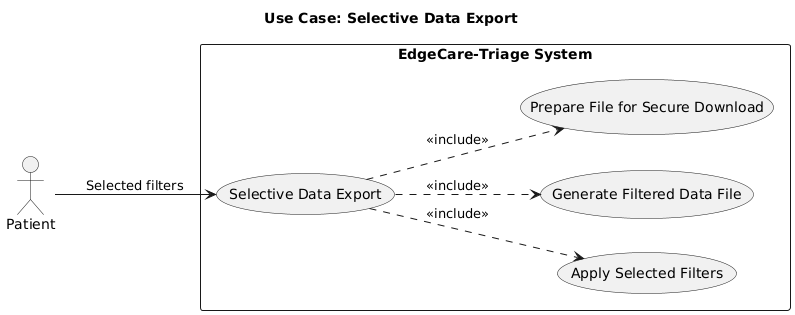 Use Case: Selective Data Export
EdgeCare-Triage System
Prepare File for Secure Download
«include»
Selected filters
Selective Data Export
«include»
Generate Filtered Data File
«include»
Patient
Apply Selected Filters